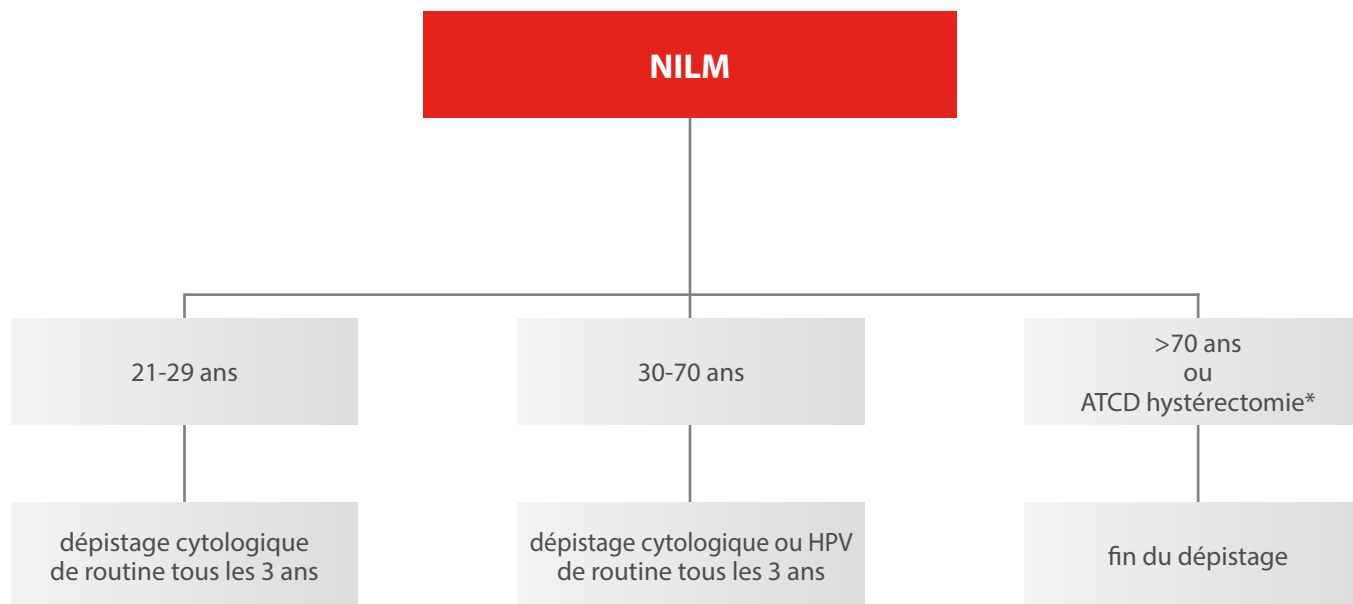 NILM
21-29 ans
30-70 ans
>70 ans
ou
ATCD hystérectomie*
dépistage cytologique
de routine tous les 3 ans
dépistage cytologique ou HPV
de routine tous les 3 ans
fin du dépistage